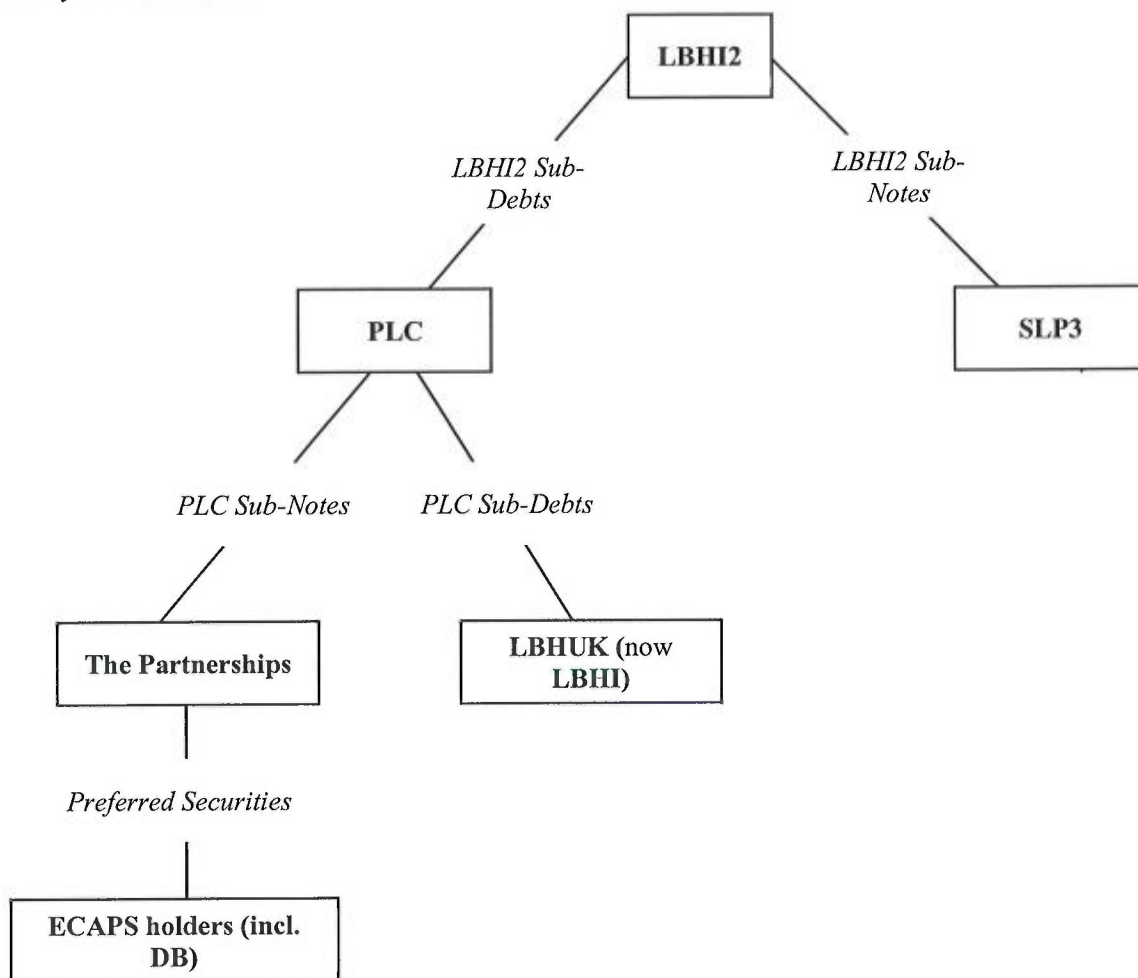 LBHI2
LBHI2 Sub-
Debts
LBHI2 Sub-
Notes
PLC
SLP3
PLC Sub-Notes
PLC Sub-Debts
The Partnerships
LBHUK (now
LBHI)
Preferred Securities
ECAPS holders (incl.
DB)